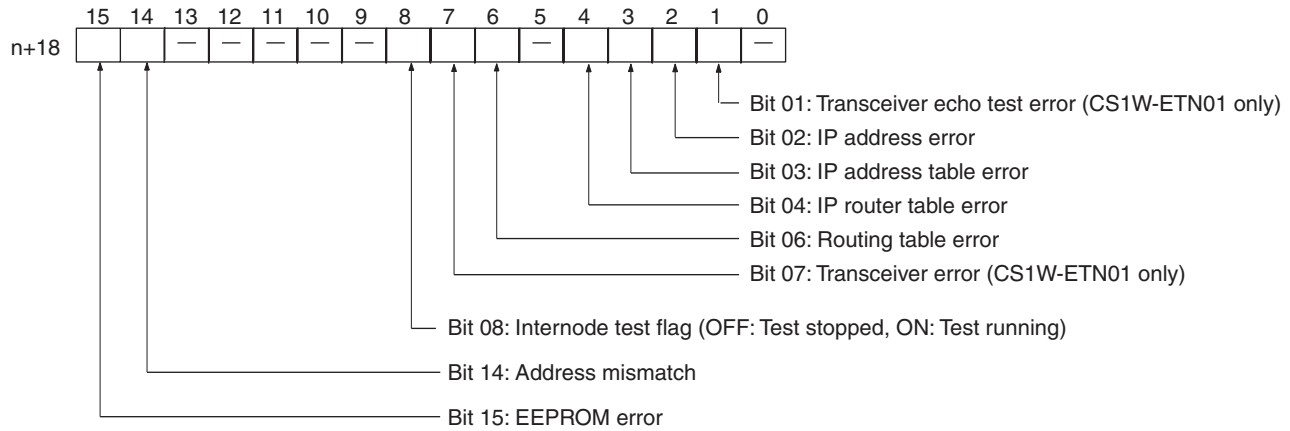 15 14 13 12 11 10 9 8 7 6 5 4 3 2 1 0
n+18 — — — — — — —
Bit 01: Transceiver echo test error (CS1W-ETN01 only)
Bit 02: IP address error
Bit 03: IP address table error
Bit 04: IP router table error
Bit 06: Routing table error
Bit 07: Transceiver error (CS1W-ETN01 only)
Bit 08: Internode test flag (OFF: Test stopped, ON: Test running)
Bit 14: Address mismatch
Bit 15: EEPROM error